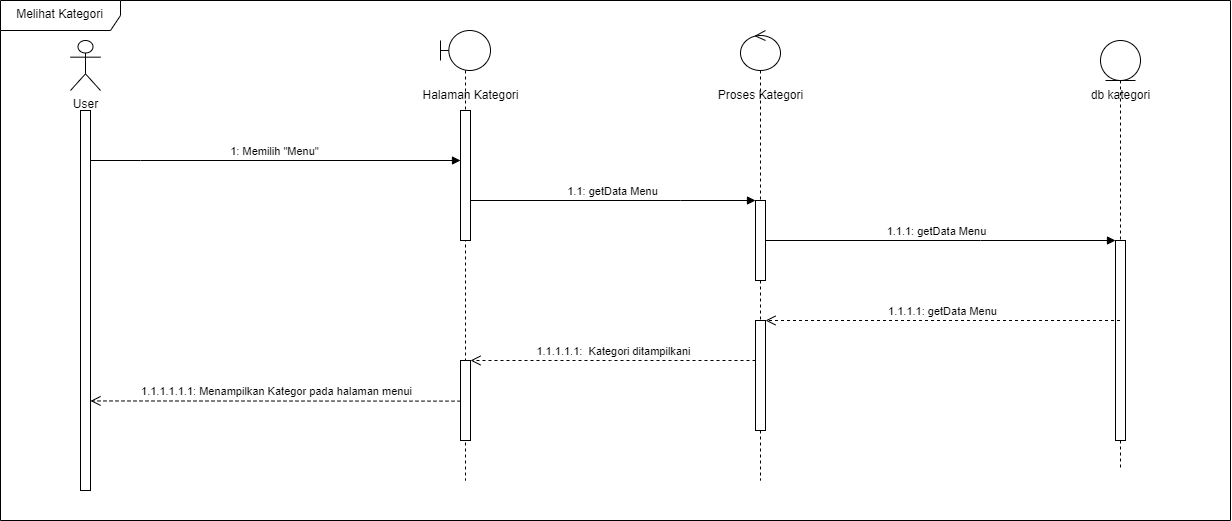 Melihat Kategori
User
Halaman Kategori
Proses Kategori
db kategori
1: Memilih "Menu"
1.1: getData Menu
1.1.1: getData Menu
1.1.1.1: getData Menu
1.1.1.1.1: Kategori ditampilkani
1.1.1.1.1.1: Menampilkan Kategor pada halaman menui